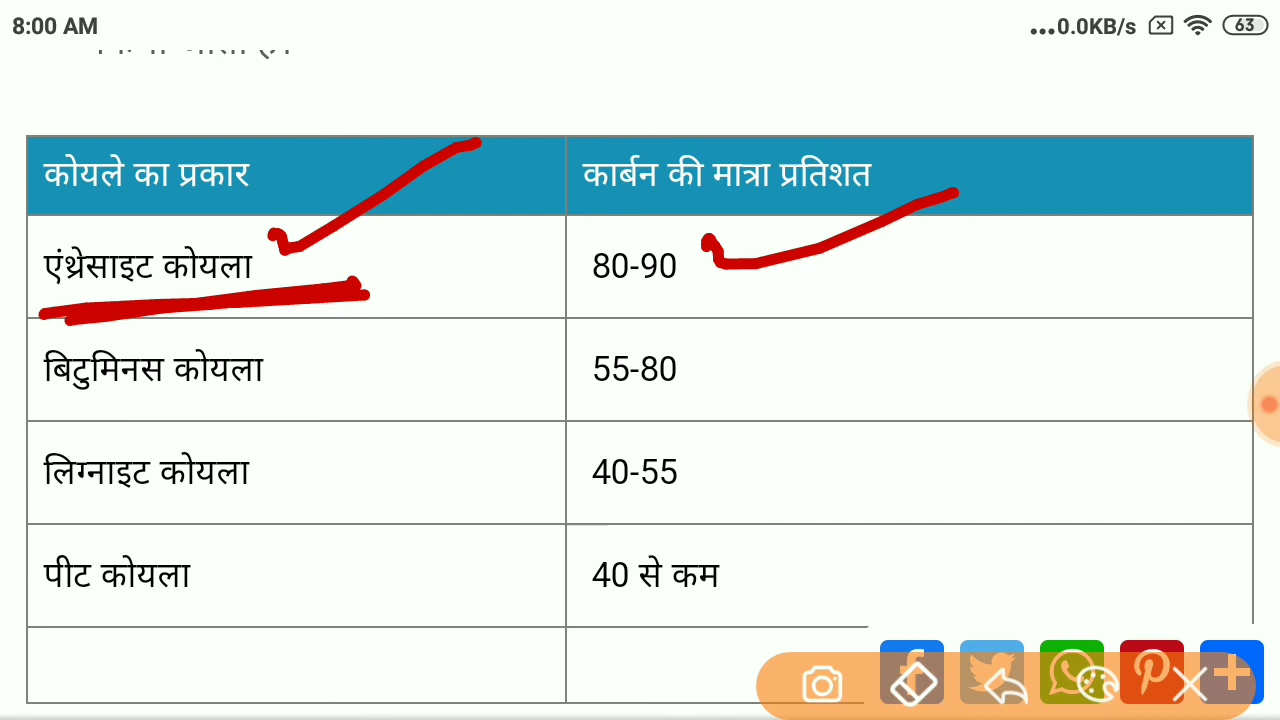 8:00 AM
...0.0KB/s
63
कोयले का प्रकार
कार्बन की मात्रा प्रतिशत
एंथ्रेसाइट कोयला
80-90
बिटुमिनस कोयला
55-80
लिग्नाइट कोयला
40-55
पीट कोयला
40 से कम